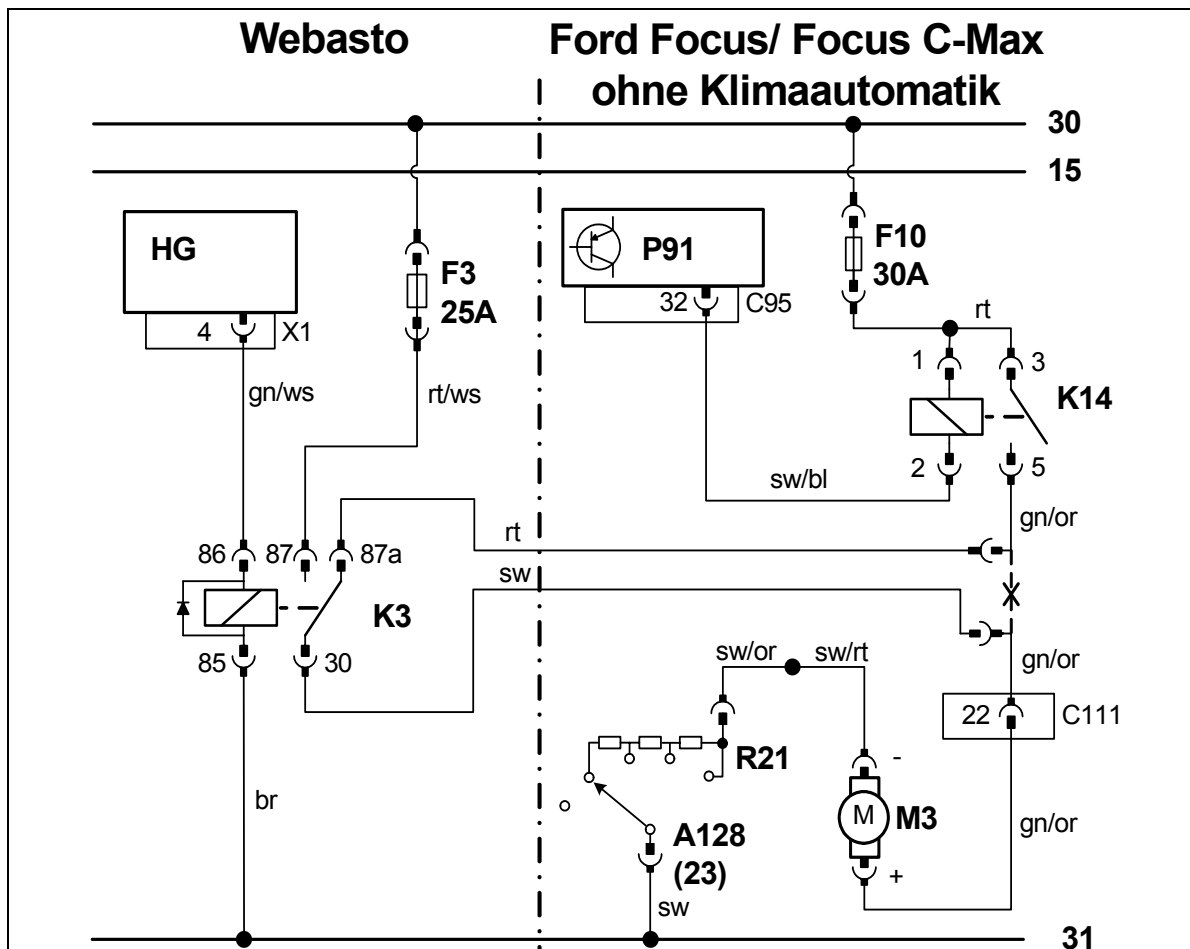 Webasto
Ford Focus/ Focus C-Max
ohne Klimaautomatik
30
15
HG
4
X1
F3
25A
P91
32
C95
F10
30A
rt
1
3
K14
2
5
gn/ws
rt/ws
sw/bl
gn/or
86
87
87a
rt
sw
K3
85
30
sw/or
sw/rt
gn/or
22
C111
R21
-
M
M3
+
gn/or
br
A128
(23)
sw
31